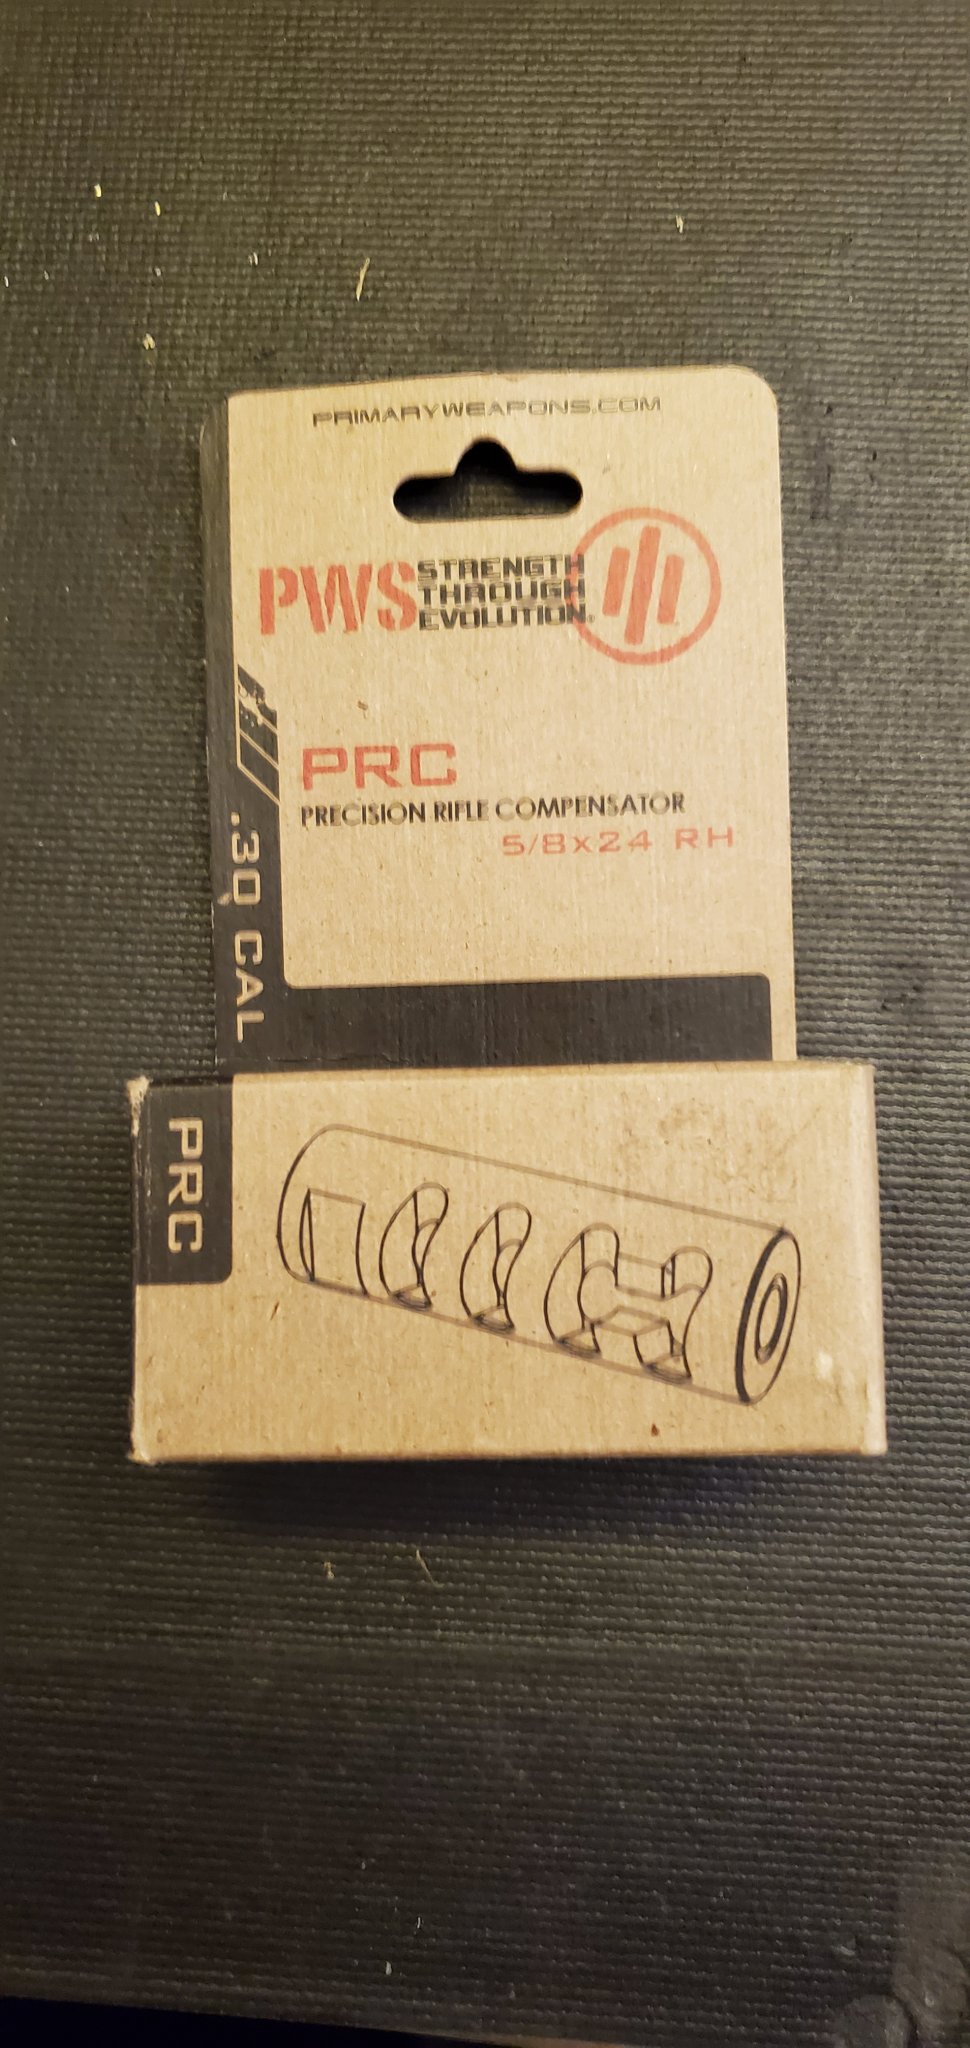 PRIMARYWEAPONS.COM
PWS
STRENGTH
THROUGH
EVOLUTION®
PRC
PRECISION RIFLE COMPENSATOR
5/8x24 RH
.30 CAL
PRC